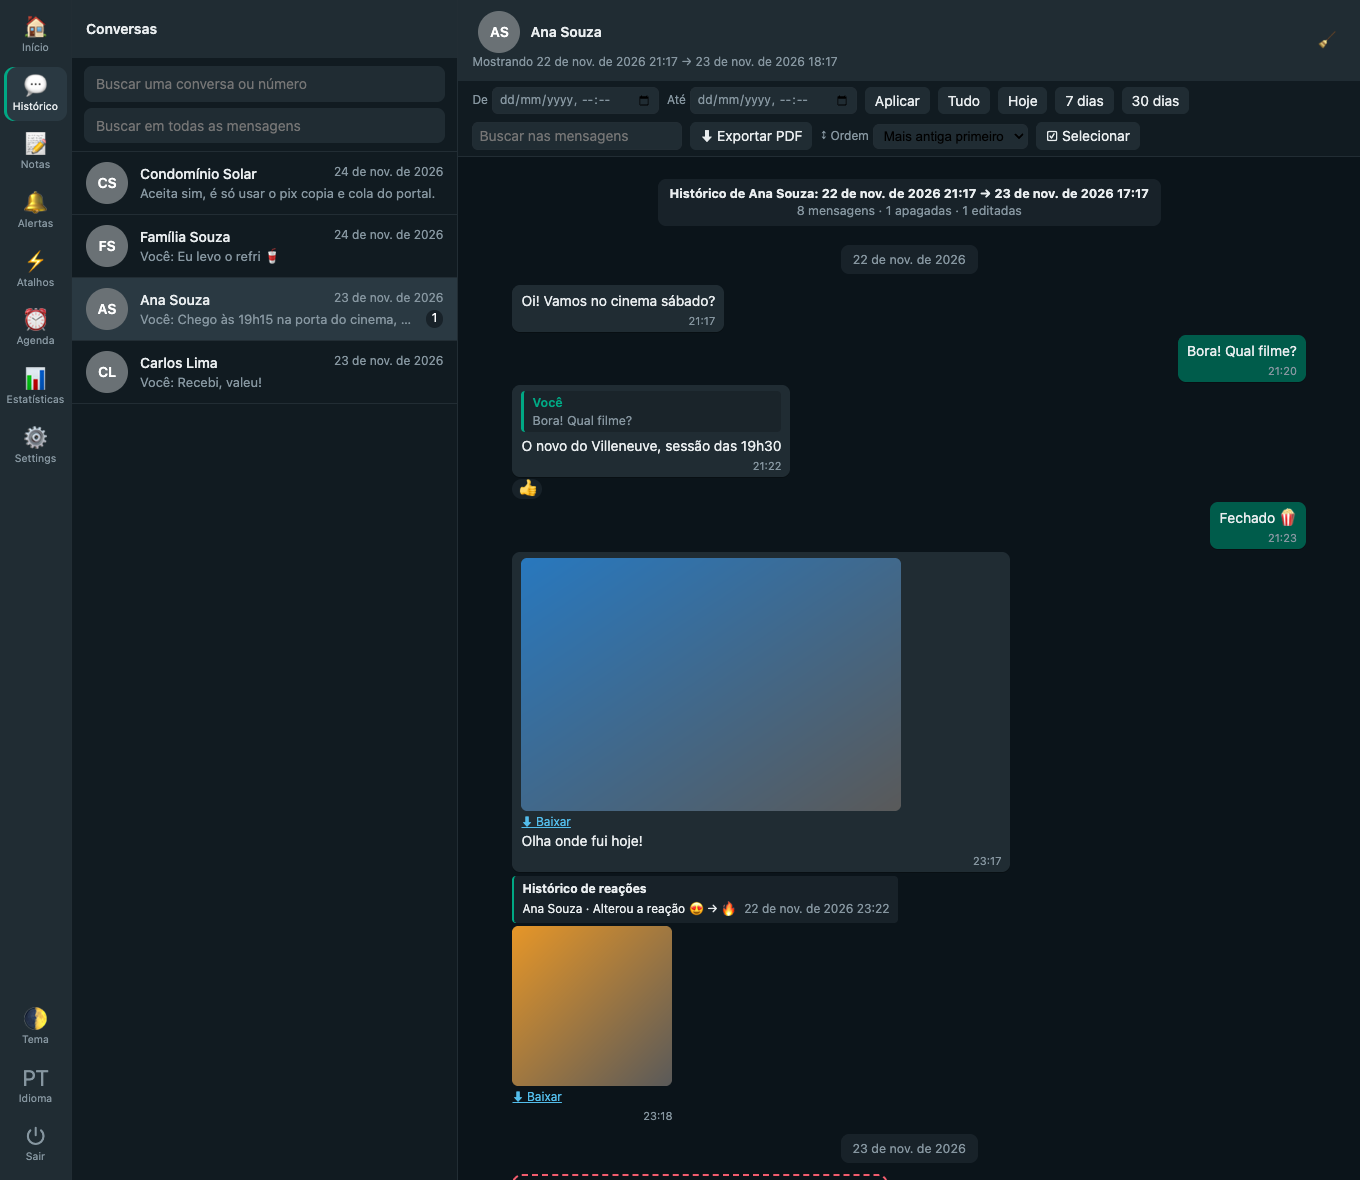 Início
Histórico
Notas
Alertas
Atalhos
Agenda
Estatísticas
Settings
Tema
PT
Idioma
Sair
Conversas
Buscar uma conversa ou número
Buscar em todas as mensagens
CS
Condomínio Solar
24 de nov. de 2026
Aceita sim, é só usar o pix copia e cola do portal.
FS
Família Souza
24 de nov. de 2026
Você: Eu levo o refri 🥤
AS
Ana Souza
23 de nov. de 2026
Você: Chego às 19h15 na porta do cinema, ...
1
CL
Carlos Lima
23 de nov. de 2026
Você: Recebi, valeu!
AS
Ana Souza
Mostrando 22 de nov. de 2026 21:17 → 23 de nov. de 2026 18:17
De dd/mm/yyyy, --:-- Até dd/mm/yyyy, --:-- Aplicar Tudo Hoje 7 dias 30 dias
Buscar nas mensagens ⬇ Exportar PDF ↕ Ordem Mais antiga primeiro ☑ Selecionar
Histórico de Ana Souza: 22 de nov. de 2026 21:17 → 23 de nov. de 2026 17:17
8 mensagens · 1 apagadas · 1 editadas
22 de nov. de 2026
Oi! Vamos no cinema sábado?
21:17
Bora! Qual filme?
21:20
Você
Bora! Qual filme?
O novo do Villeneuve, sessão das 19h30
21:22
👍
Fechado 🍿
21:23
⬇ Baixar
Olha onde fui hoje!
23:17
Histórico de reações
Ana Souza · Alterou a reação 😍 → 🔥 22 de nov. de 2026 23:22
⬇ Baixar
23:18
23 de nov. de 2026